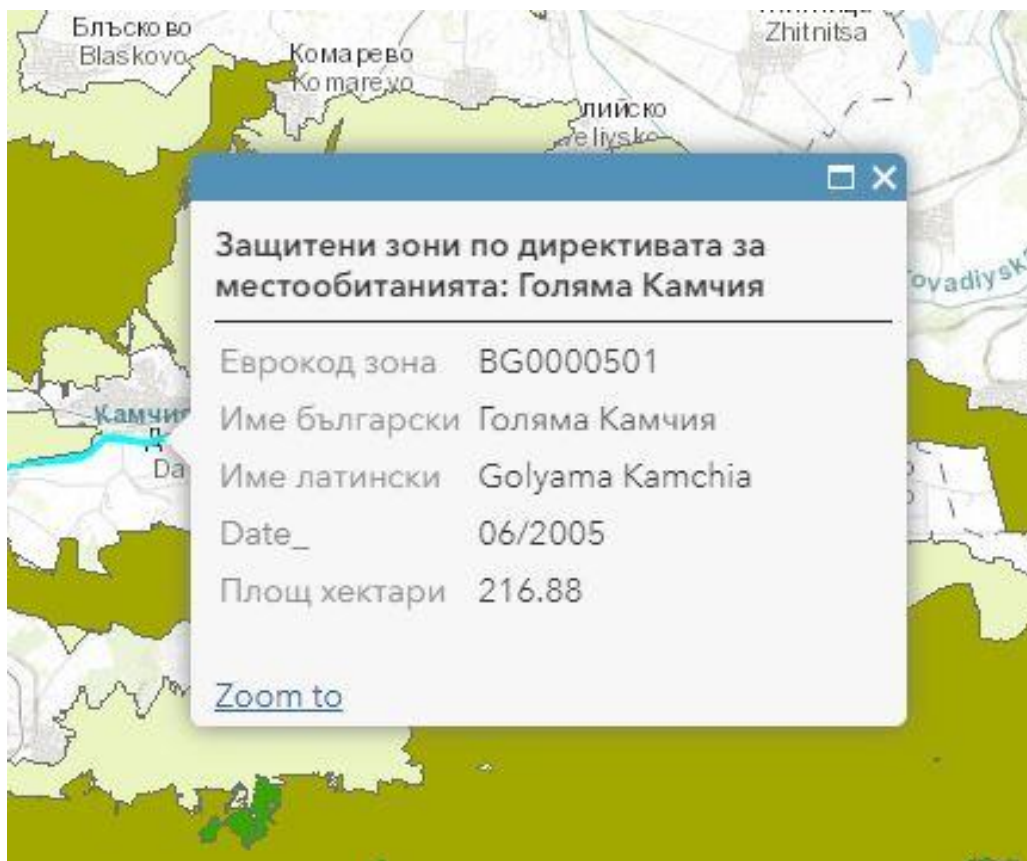 Блъсково
Blaskovo
Комарево
Komarevo
Zhitnitsa
Защитени зони по директивата за
местообитанията: Голяма Камчия
Еврокод зона BG0000501
Име български Голяма Камчия
Име латински Golyama Kamchia
Date_ 06/2005
Площ хектари 216.88
Zoom to